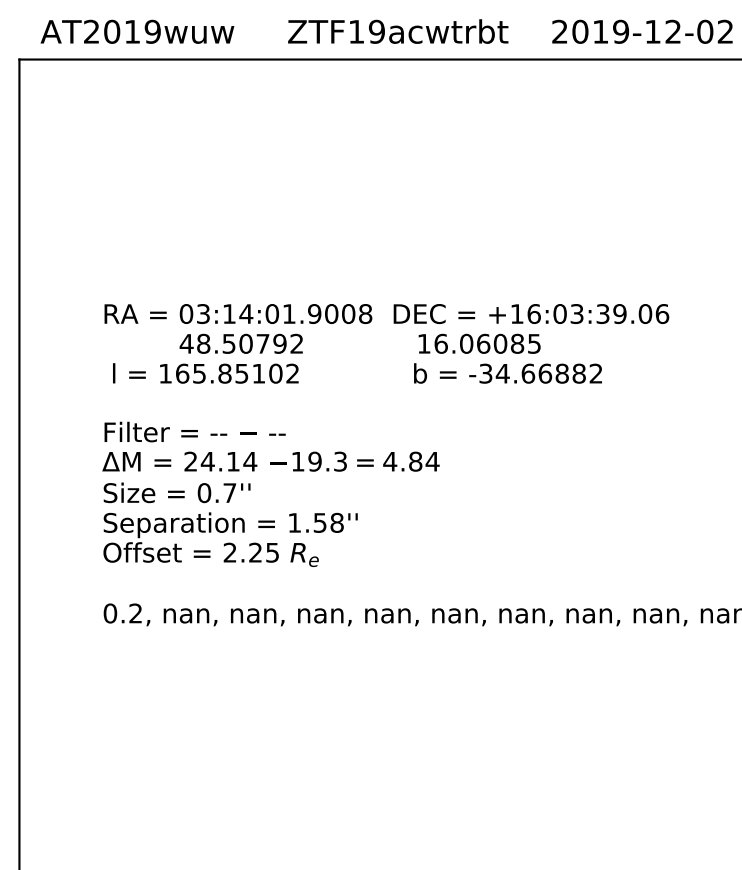 AT2019wuw ZTF19acwtrbt 2019-12-02
RA = 03:14:01.9008 DEC = +16:03:39.06
48.50792 16.06085
l = 165.85102 b = -34.66882
Filter = -- − --
ΔM = 24.14 −19.3 = 4.84
Size = 0.7''
Separation = 1.58''
Offset = 2.25 Rₑ
0.2, nan, nan, nan, nan, nan, nan, nan, nan,